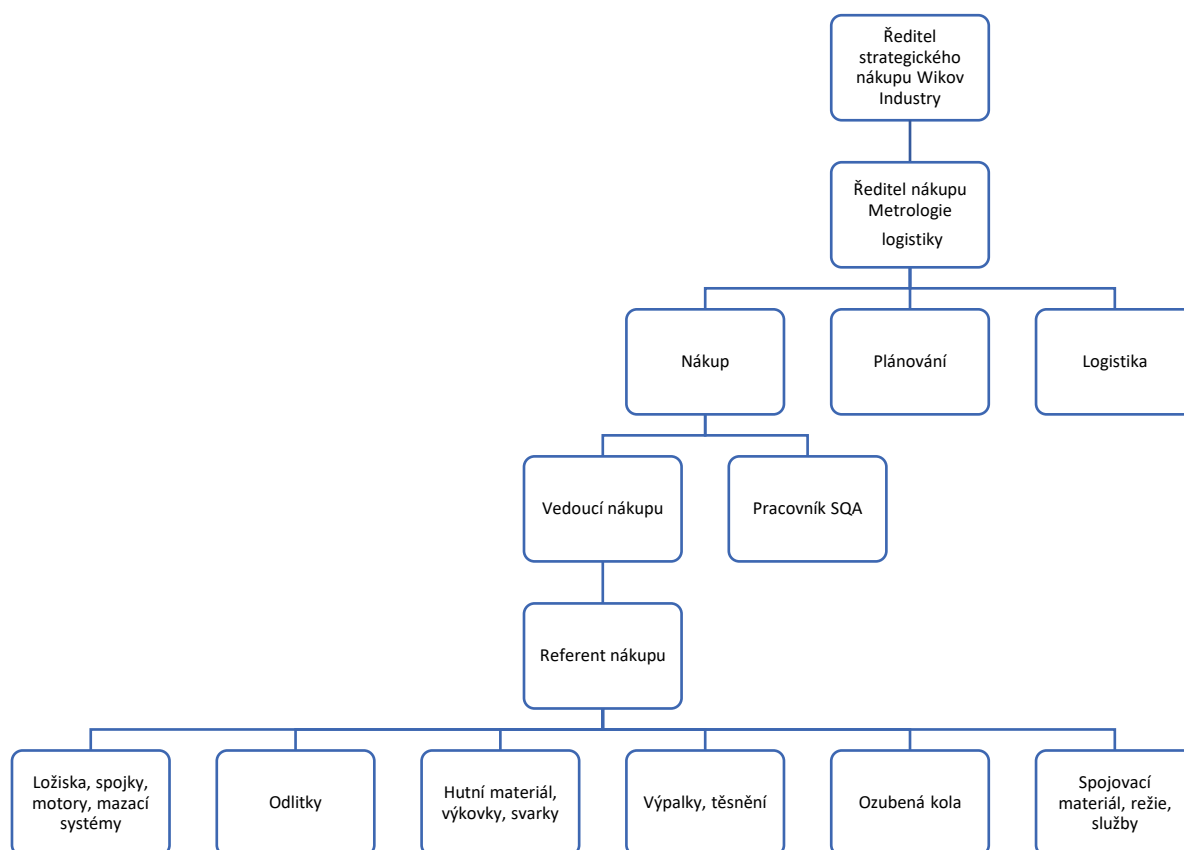 Ředitel
strategického
nákupu Wikov
Industry
Ředitel nákupu
Metrologie
logistiky
Nákup
Plánování
Logistika
Vedoucí nákupu
Pracovník SQA
Referent nákupu
Ložiska, spojky,
motory, mazací
systémy
Odlitky
Hutní materiál,
výkovky, svarky
Výpalky, těsnění
Ozubená kola
Spojovací
materiál, režie,
služby